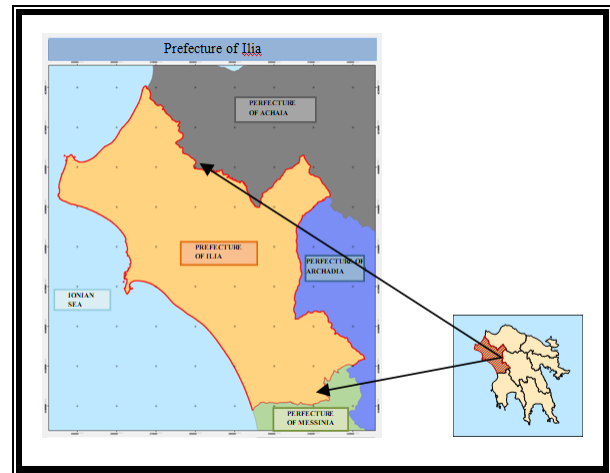 Prefecture of Ilia
PERFECTURE
OF ACHAIA
PREFECTURE
OF ILIA
PERFECTURE OF
ARCHADIA
IONIAN
SEA
PERFECTURE
OF MESSINIA